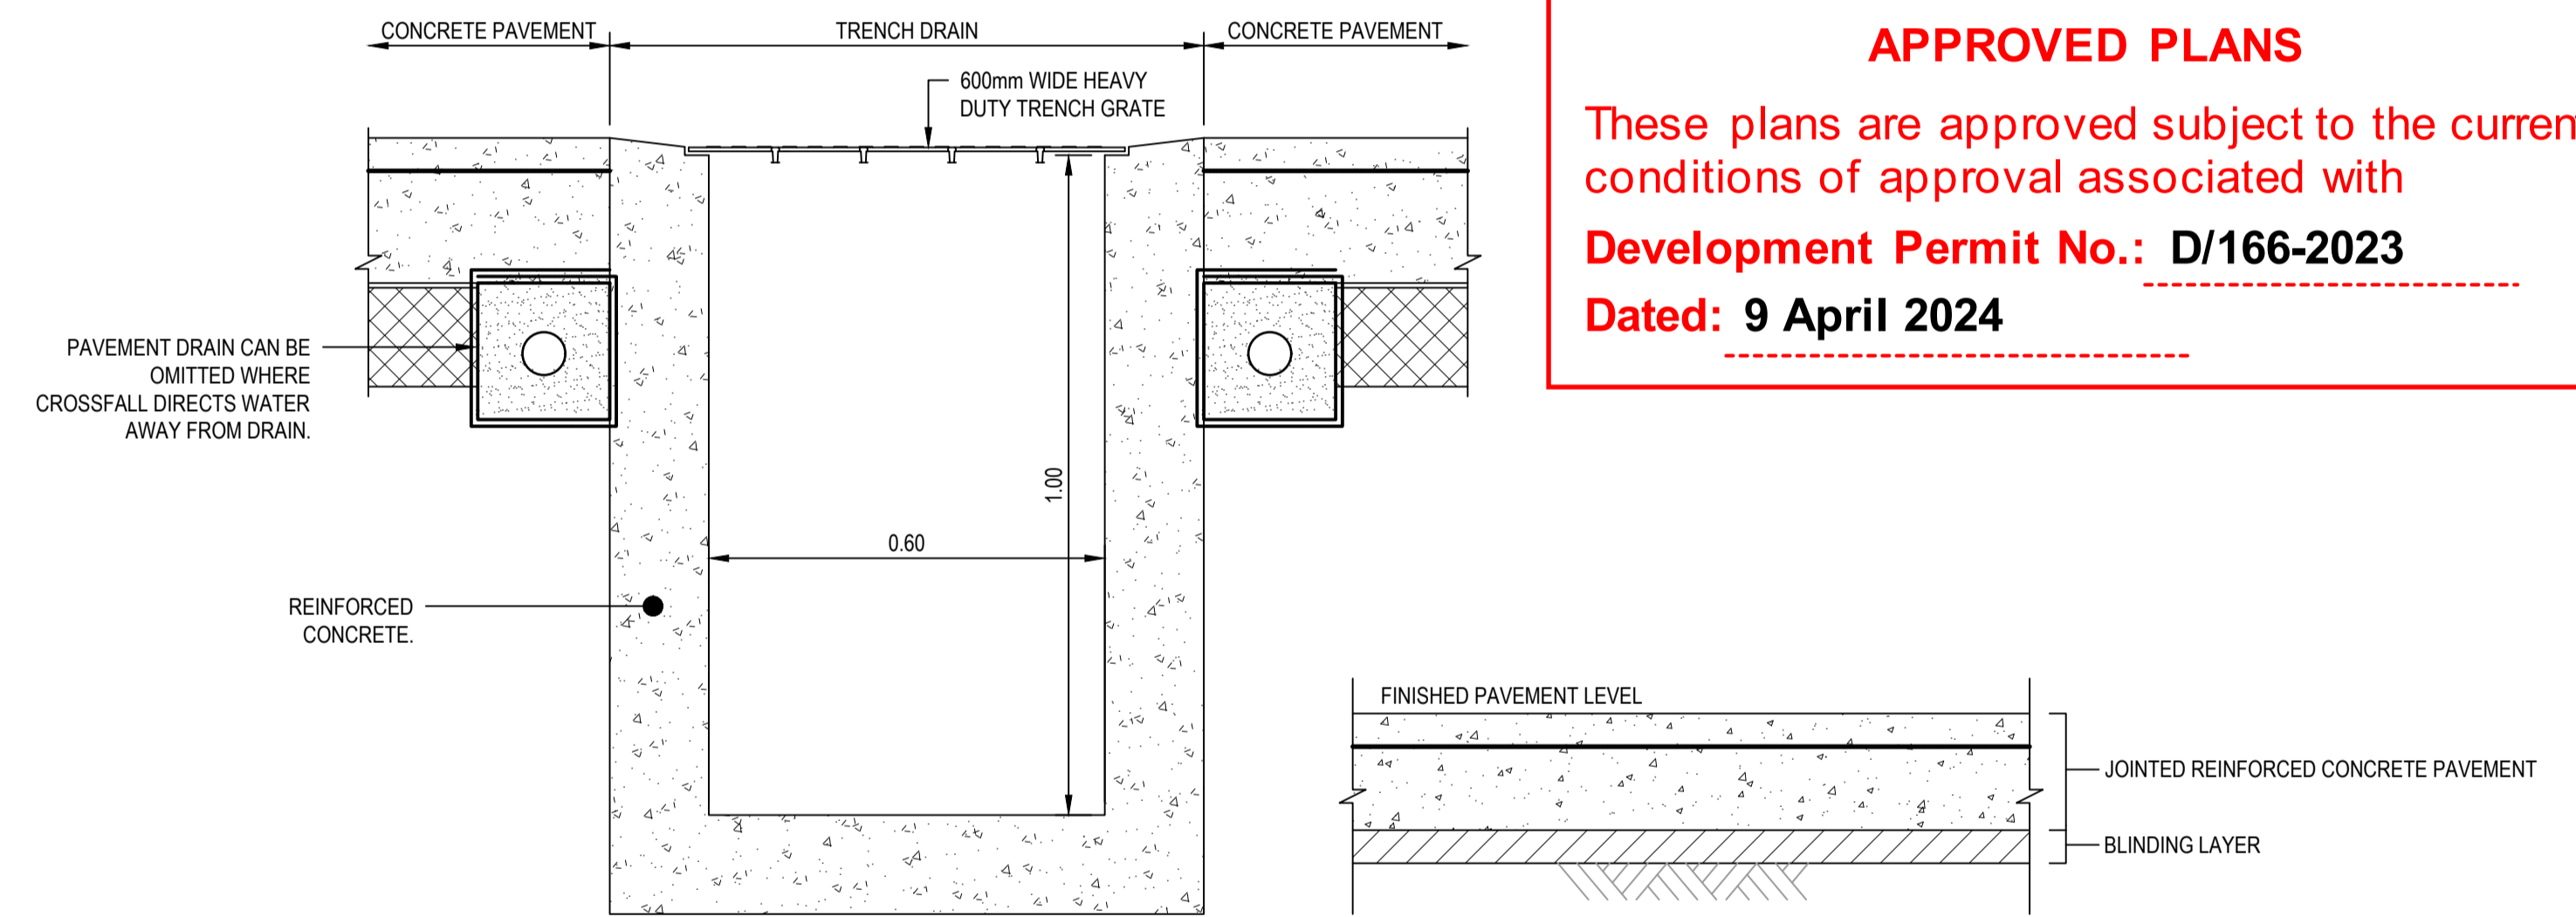 CONCRETE PAVEMENT
TRENCH DRAIN
CONCRETE PAVEMENT
600mm WIDE HEAVY
DUTY TRENCH GRATE
PAVEMENT DRAIN CAN BE
OMITTED WHERE
CROSSFALL DIRECTS WATER
AWAY FROM DRAIN.
1.00
0.60
REINFORCED
CONCRETE.
APPROVED PLANS
These plans are approved subject to the curren
conditions of approval associated with
Development Permit No.: D/166-2023
Dated: 9 April 2024
FINISHED PAVEMENT LEVEL
JOINTED REINFORCED CONCRETE PAVEMENT
BLINDING LAYER